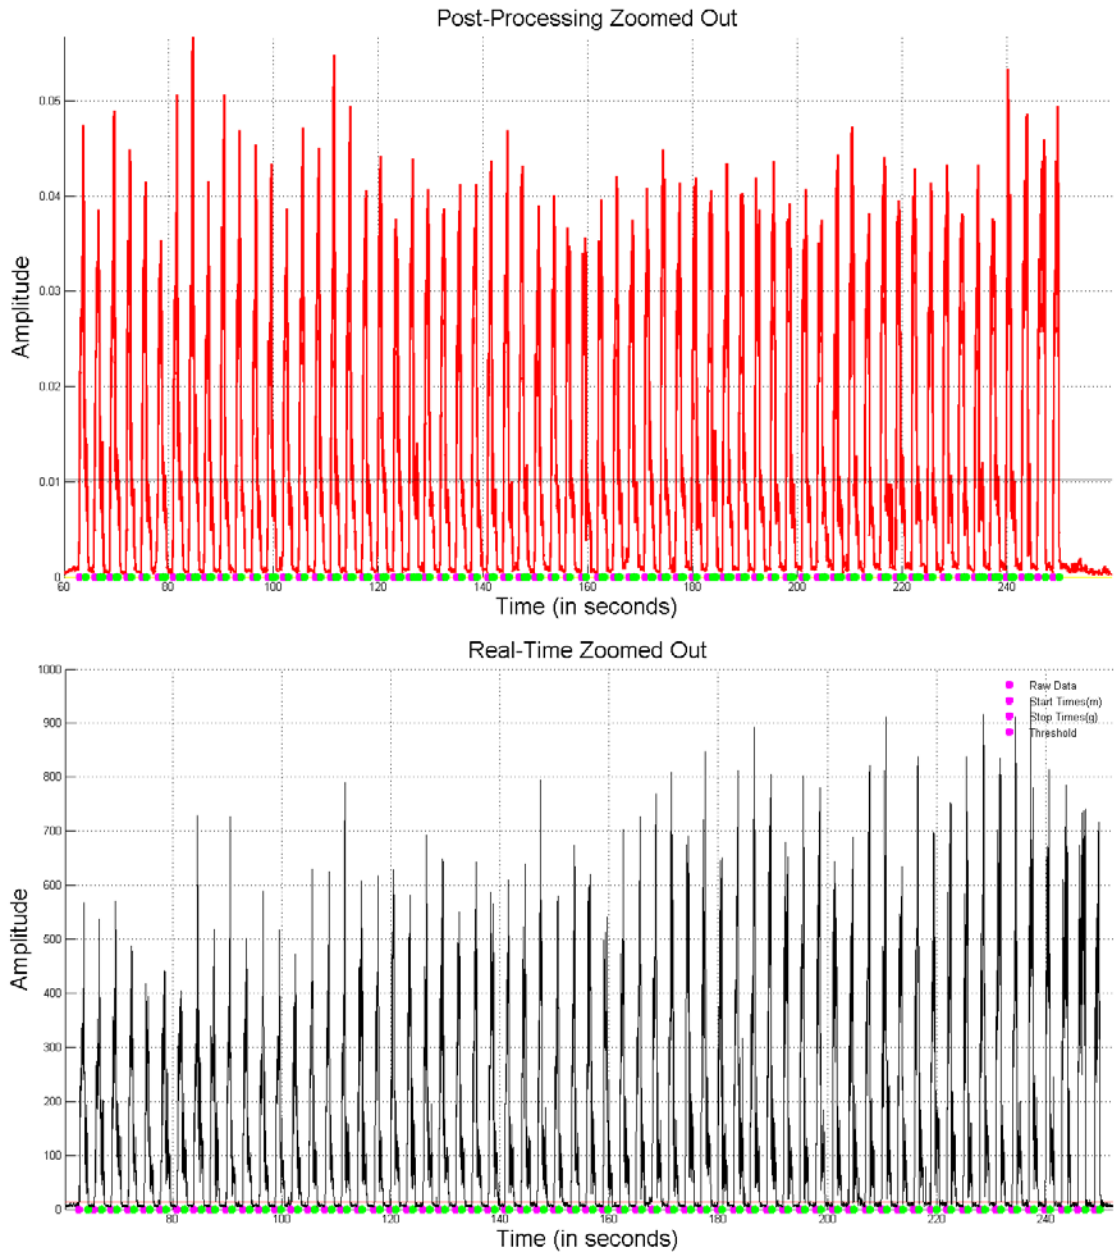 Post-Processing Zoomed Out
Amplitude
0.05
0.04
0.03
0.02
0.01
0
60 80 100 120 140 160 180 200 220 240
Time (in seconds)
Real-Time Zoomed Out
Amplitude
1000
900
800
700
600
500
400
300
200
100
0
Raw Data
Start Times(m)
Stop Times(g)
Threshold
80 100 120 140 160 180 200 220 240
Time (in seconds)